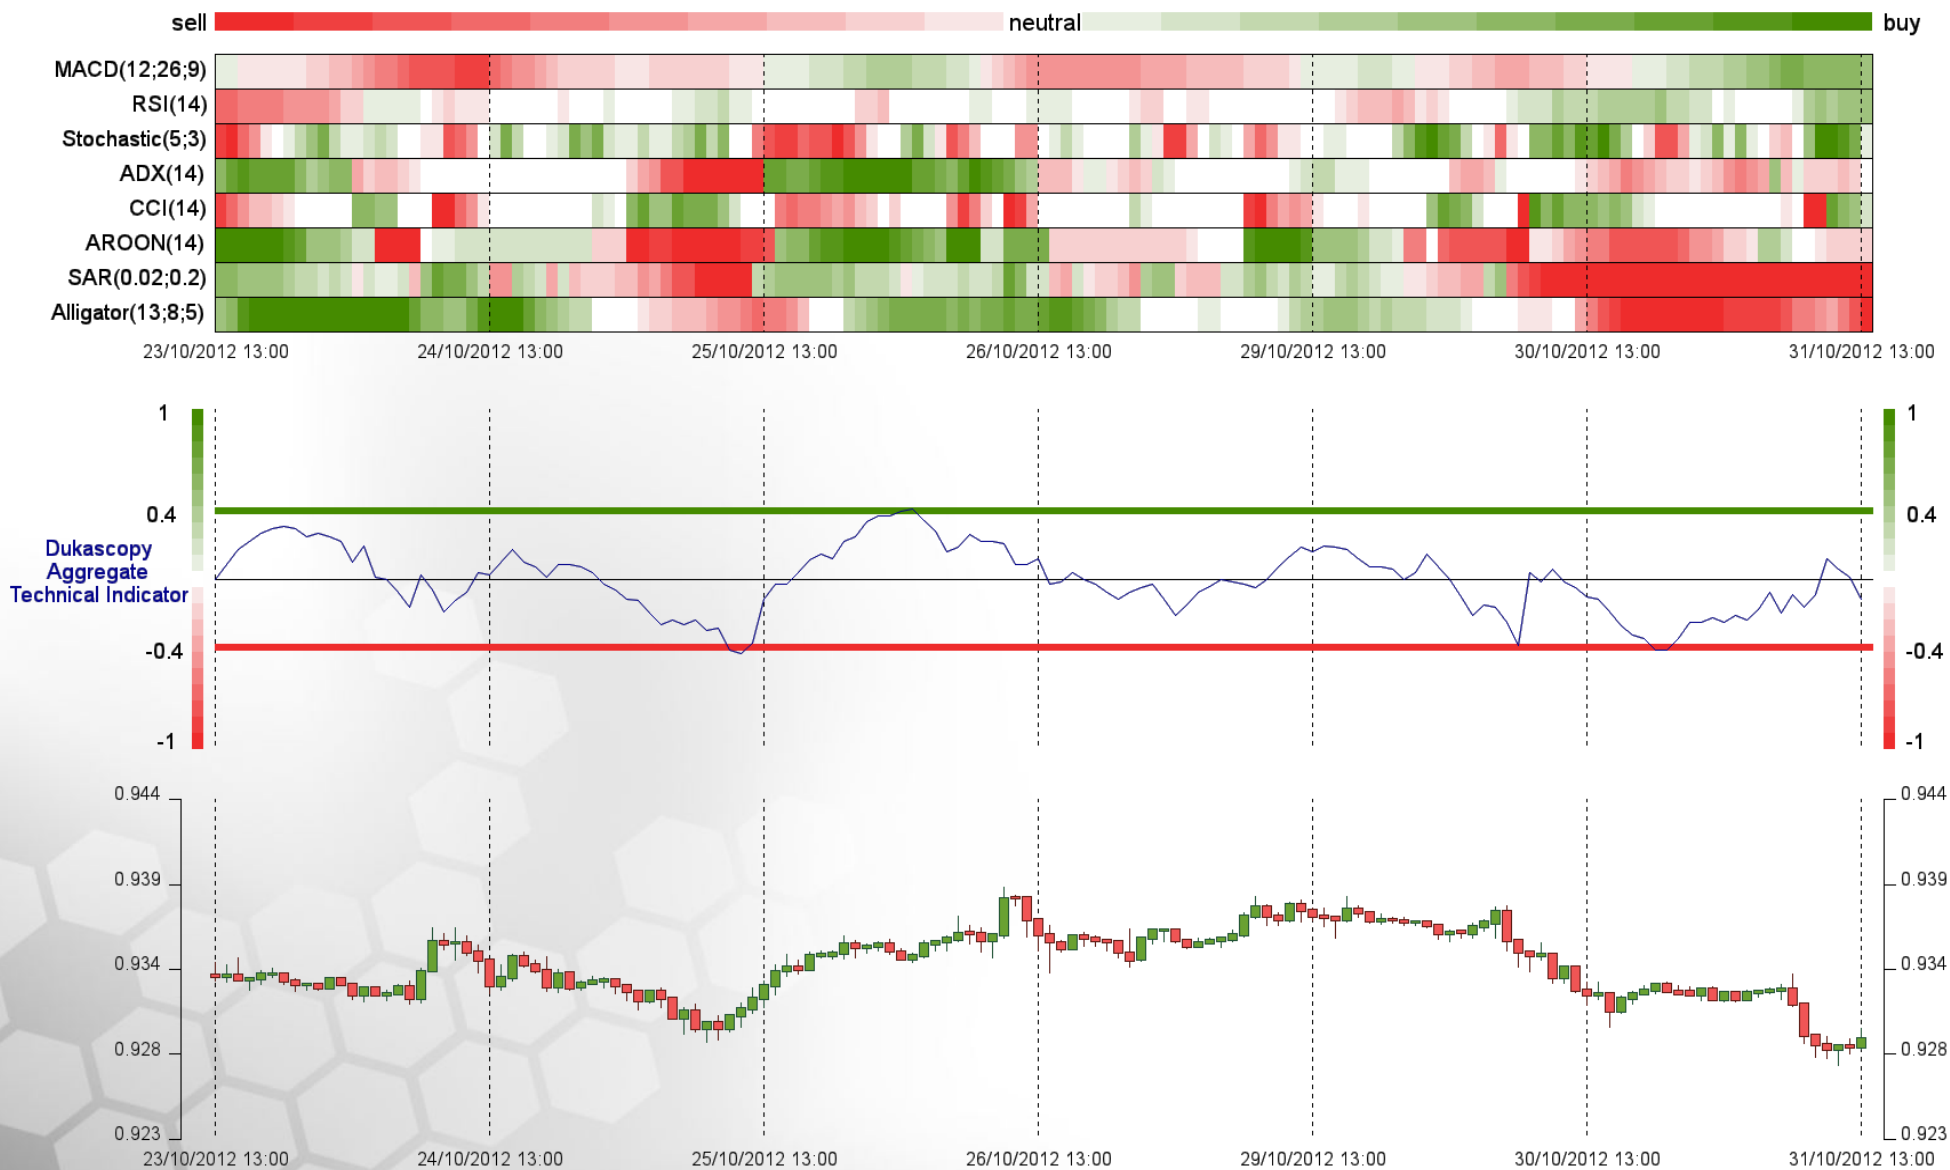 sell neutral buy
MACD(12;26;9)
RSI(14)
Stochastic(5;3)
ADX(14)
CCI(14)
AROON(14)
SAR(0.02;0.2)
Alligator(13;8;5)
23/10/2012 13:00 24/10/2012 13:00 25/10/2012 13:00 26/10/2012 13:00 29/10/2012 13:00 30/10/2012 13:00 31/10/2012 13:00
1 1
0.4 0.4
Dukascopy
Aggregate
Technical Indicator
-0.4 -0.4
-1 -1
0.944 0.944
0.939 0.939
0.934 0.934
0.928 0.928
0.923 0.923
23/10/2012 13:00 24/10/2012 13:00 25/10/2012 13:00 26/10/2012 13:00 29/10/2012 13:00 30/10/2012 13:00 31/10/2012 13:00